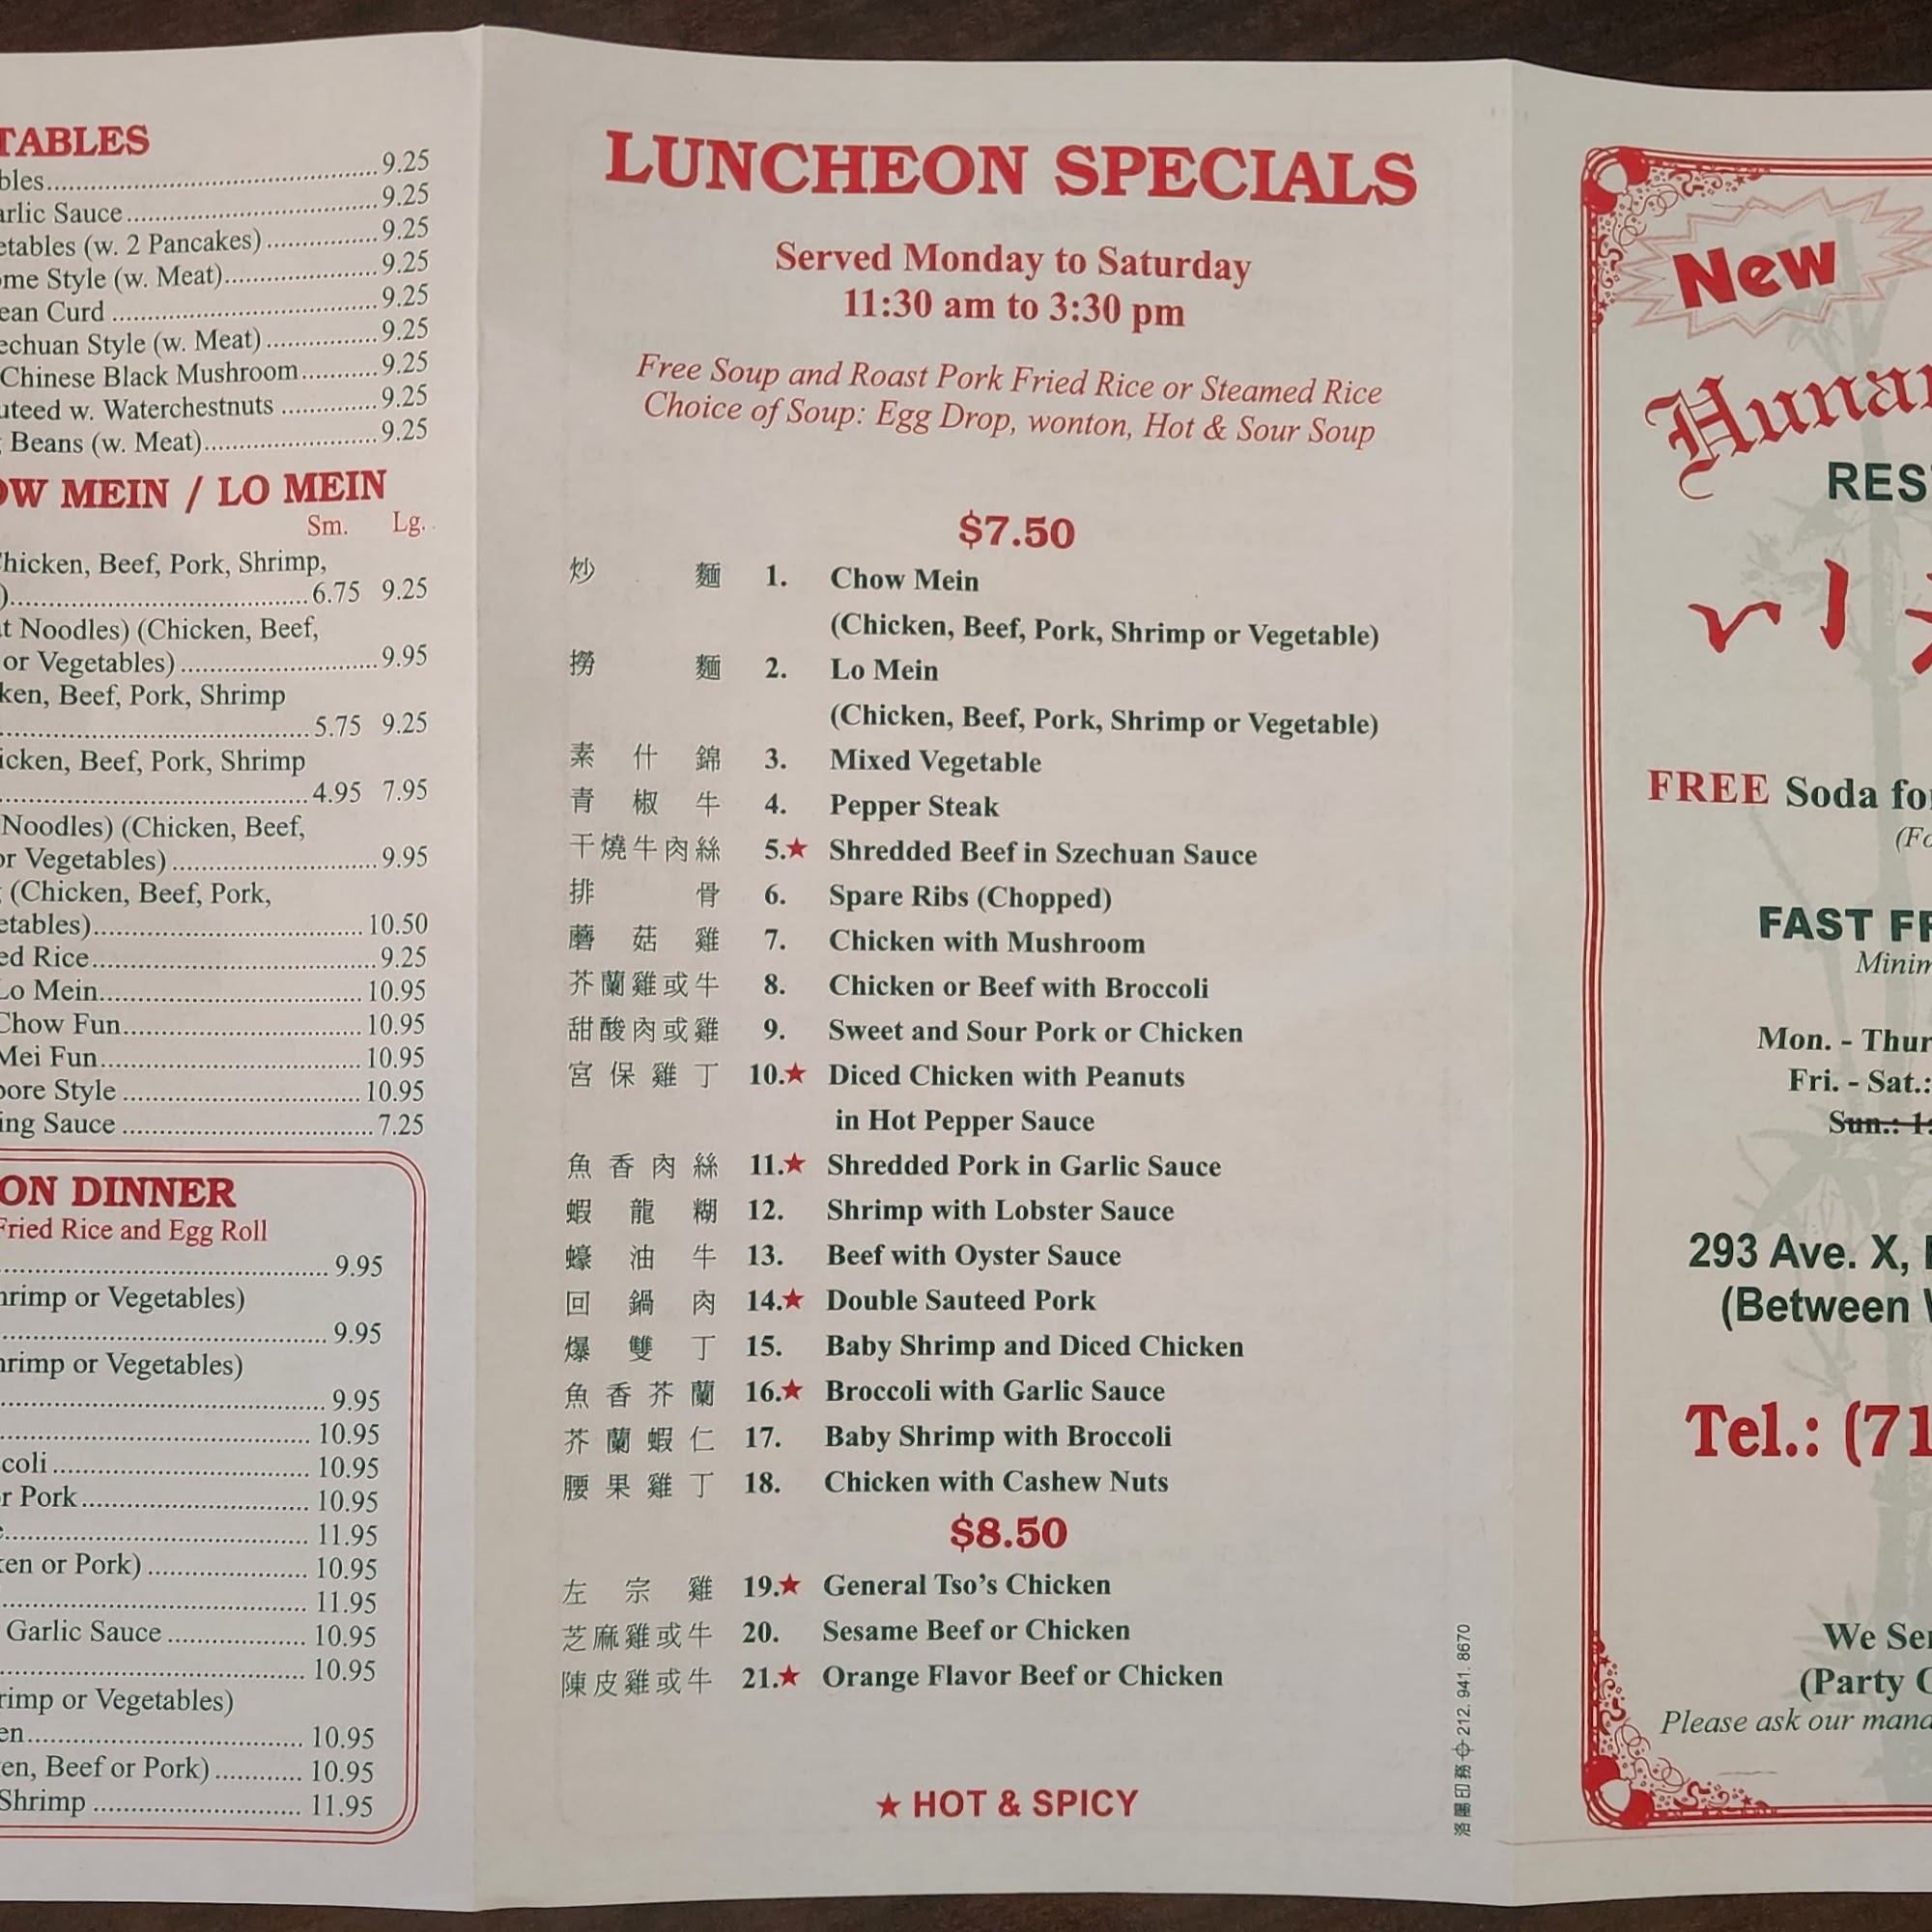 TABLES
bles 9.25
arlic Sauce 9.25
etables (w. 2 Pancakes) 9.25
ome Style (w. Meat) 9.25
ean Curd 9.25
echuan Style (w. Meat) 9.25
Chinese Black Mushroom 9.25
uteed w. Waterchestnuts 9.25
Beans (w. Meat) 9.25
OW MEIN / LO MEIN
Sm. Lg.
Chicken, Beef, Pork, Shrimp,
) 6.75 9.25
at Noodles) (Chicken, Beef,
or Vegetables) 9.95
ken, Beef, Pork, Shrimp
5.75 9.25
icken, Beef, Pork, Shrimp
4.95 7.95
Noodles) (Chicken, Beef,
or Vegetables) 9.95
(Chicken, Beef, Pork,
etables) 10.50
ed Rice 9.25
Lo Mein 10.95
Chow Fun 10.95
Mei Fun 10.95
pore Style 10.95
ing Sauce 7.25
ON DINNER
Fried Rice and Egg Roll
9.95
hrimp or Vegetables)
9.95
hrimp or Vegetables)
9.95
10.95
coli 10.95
or Pork 10.95
11.95
ken or Pork) 10.95
11.95
Garlic Sauce 10.95
10.95
rimp or Vegetables)
en 10.95
en, Beef or Pork) 10.95
Shrimp 11.95
LUNCHEON SPECIALS
Served Monday to Saturday
11:30 am to 3:30 pm
Free Soup and Roast Pork Fried Rice or Steamed Rice
Choice of Soup: Egg Drop, wonton, Hot & Sour Soup
$7.50
炒麵 1. Chow Mein
(Chicken, Beef, Pork, Shrimp or Vegetable)
撈麵 2. Lo Mein
(Chicken, Beef, Pork, Shrimp or Vegetable)
素什錦 3. Mixed Vegetable
青椒牛 4. Pepper Steak
干燒牛肉絲 5.★ Shredded Beef in Szechuan Sauce
排骨 6. Spare Ribs (Chopped)
蘑菇雞 7. Chicken with Mushroom
芥蘭雞或牛 8. Chicken or Beef with Broccoli
甜酸肉或雞 9. Sweet and Sour Pork or Chicken
宮保雞丁 10.★ Diced Chicken with Peanuts
in Hot Pepper Sauce
魚香肉絲 11.★ Shredded Pork in Garlic Sauce
蝦龍糊 12. Shrimp with Lobster Sauce
蠔油牛 13. Beef with Oyster Sauce
回鍋肉 14.★ Double Sauteed Pork
爆雙丁 15. Baby Shrimp and Diced Chicken
魚香芥蘭 16.★ Broccoli with Garlic Sauce
芥蘭蝦仁 17. Baby Shrimp with Broccoli
腰果雞丁 18. Chicken with Cashew Nuts
$8.50
左宗雞 19.★ General Tso's Chicken
芝麻雞或牛 20. Sesame Beef or Chicken
陳皮雞或牛 21.★ Orange Flavor Beef or Chicken
★ HOT & SPICY
印務 212. 941. 8670
New
Hunan
REST
FREE Soda for
(Fo
FAST FR
Minim
Mon. - Thur
Fri. - Sat.:
Sun.: 1
293 Ave. X,
(Between
Tel.: (71
We Ser
(Party
Please ask our mana